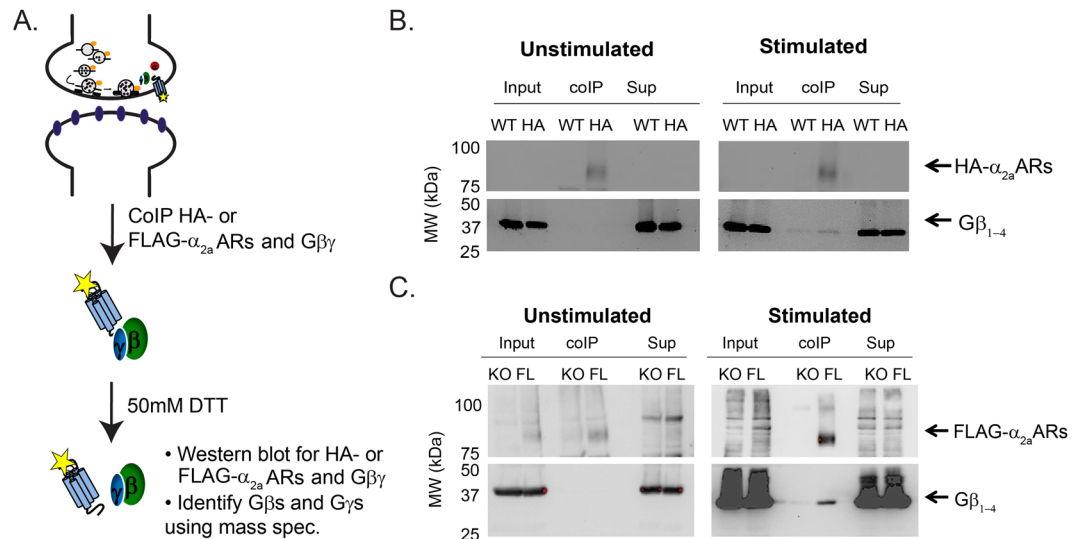 A.
CoIP HA- or
FLAG-α2aARs and Gβγ
γ β
50mM DTT
γ β
• Western blot for HA- or
FLAG-α2aARs and Gβγ
• Identify Gβs and Gγs
using mass spec.
B.
Unstimulated Stimulated
Input coIP Sup Input coIP Sup
WT HA WT HA WT HA WT HA WT HA WT HA
MW (kDa)
100
75
50
37
25
HA-α2aARs
Gβ1–4
C.
Unstimulated Stimulated
Input coIP Sup Input coIP Sup
KO FL KO FL KO FL KO FL KO FL KO FL
MW (kDa)
100
75
50
37
25
FLAG-α2aARs
Gβ1–4